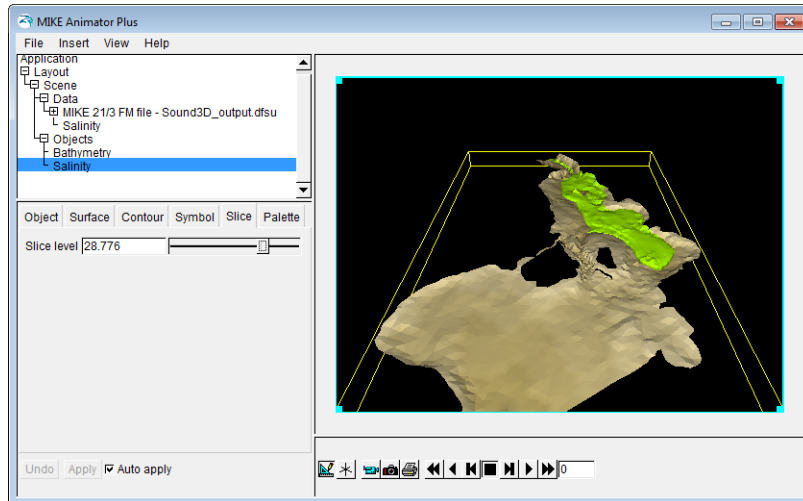 MIKE Animator Plus
File Insert View Help
Application
Layout
Scene
Data
MIKE 21/3 FM file - Sound3D_output.dfsu
Salinity
Objects
Bathymetry
Salinity
Object Surface Contour Symbol Slice Palette
Slice level 28.776
Undo Apply Auto apply
0